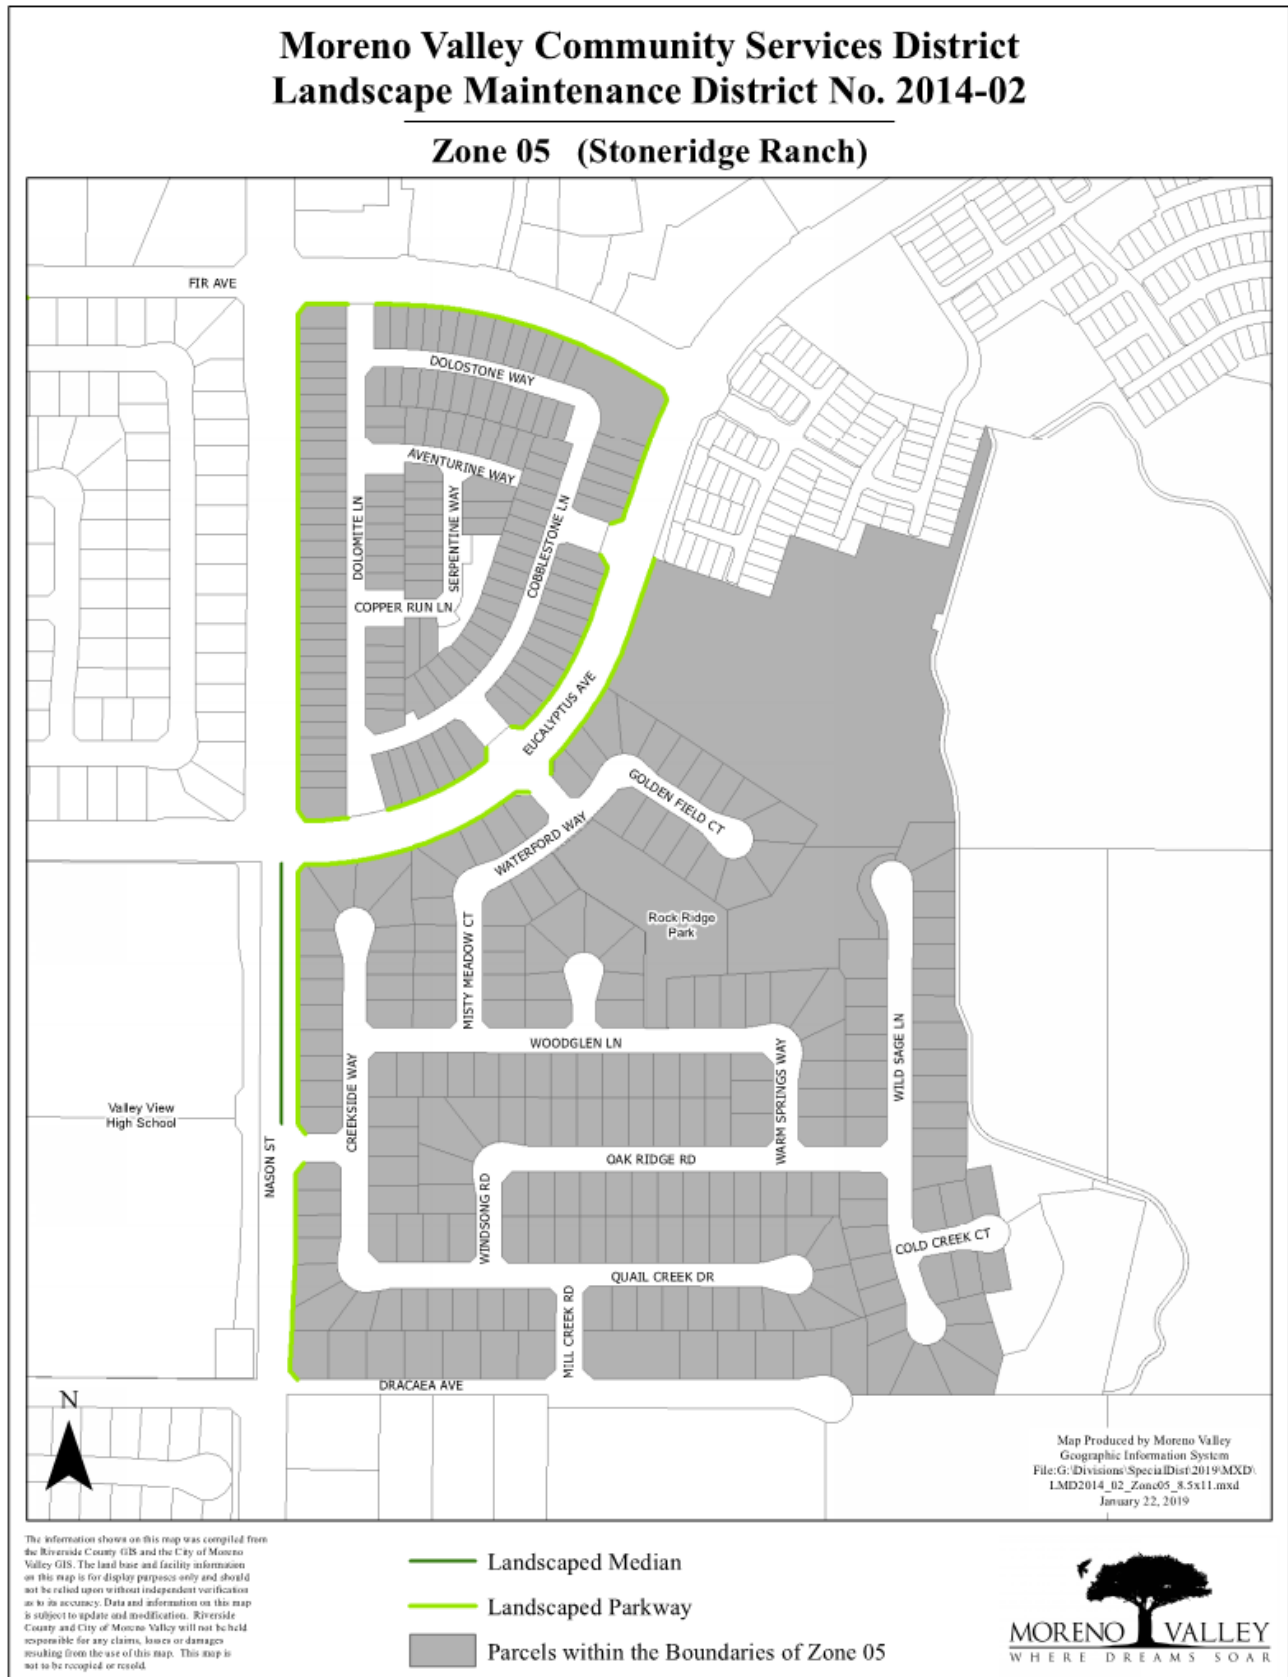 Moreno Valley Community Services District
Landscape Maintenance District No. 2014-02
Zone 05 (Stoneridge Ranch)
FIR AVE
DOLOSTONE WAY
AVENTURINE WAY
DOLOMITE LN
SERPENTINE WAY
COBBLESTONE LN
COPPER RUN LN
EUCALYPTUS AVE
GOLDEN FIELD CT
WATERFORD WAY
Rock Ridge
Park
MISTY MEADOW CT
WOODGLEN LN
WILD SAGE LN
WARM SPRINGS WAY
CREEKSIDE WAY
Valley View
High School
NASON ST
OAK RIDGE RD
WINDSONG RD
COLD CREEK CT
QUAIL CREEK DR
MILL CREEK RD
DRACAEA AVE
N
Map Produced by Moreno Valley
Geographic Information System
File:G:\Divisions\SpecialDist\2019\MXD\
LMD2014_02_Zone05_8.5x11.mxd
January 22, 2019
The information shown on this map was compiled from
the Riverside County GIS and the City of Moreno
Valley GIS. The land base and facility information
on this map is for display purposes only and should
not be relied upon without independent verification
as to its accuracy. Data and information on this map
is subject to update and modification. Riverside
County and City of Moreno Valley will not be held
responsible for any claims, losses or damages
resulting from the use of this map. This map is
not to be recopied or resold.
Landscaped Median
Landscaped Parkway
Parcels within the Boundaries of Zone 05
MORENO VALLEY
WHERE DREAMS SOAR